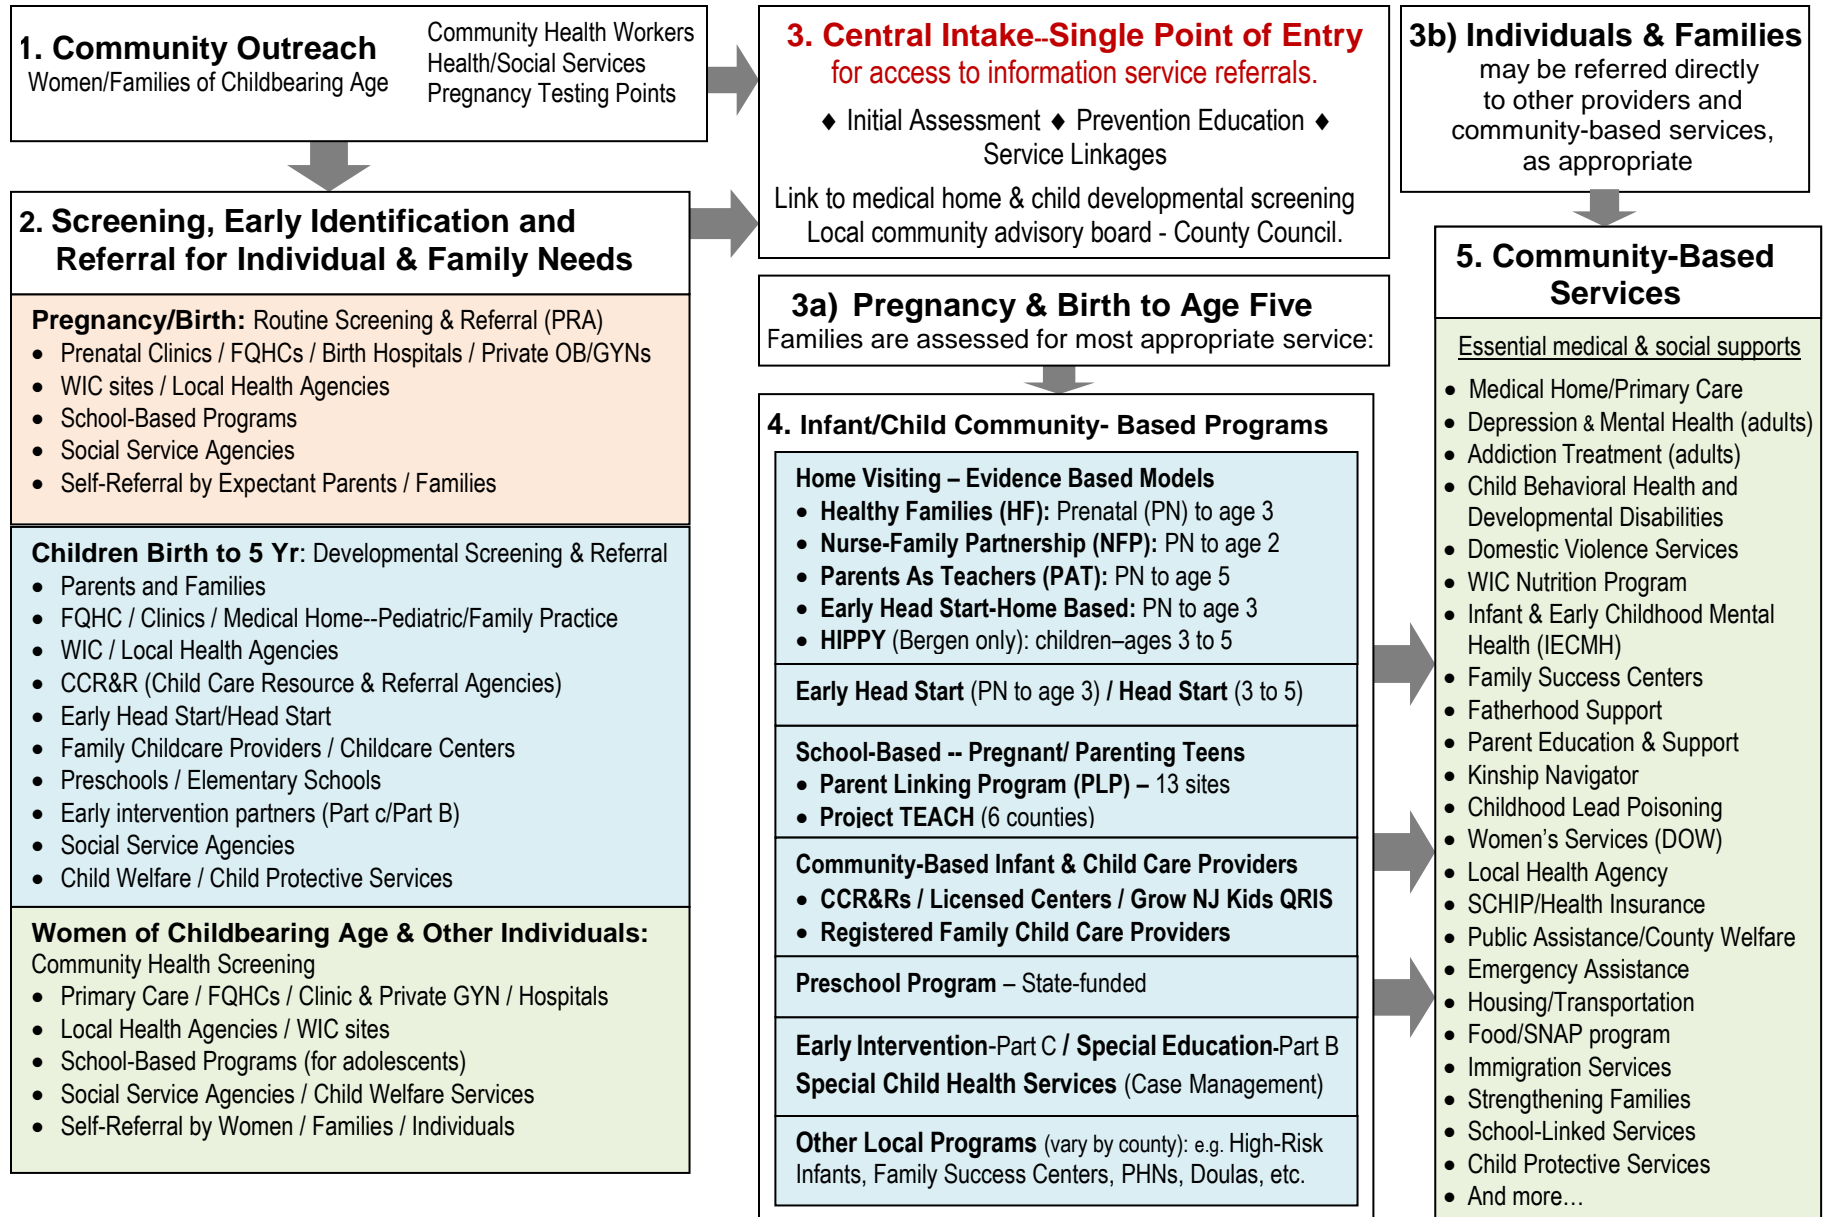 1. Community Outreach
Women/Families of Childbearing Age
Community Health Workers
Health/Social Services
Pregnancy Testing Points
2. Screening, Early Identification and
Referral for Individual & Family Needs
Pregnancy/Birth: Routine Screening & Referral (PRA)
• Prenatal Clinics / FQHCs / Birth Hospitals / Private OB/GYNs
• WIC sites / Local Health Agencies
• School-Based Programs
• Social Service Agencies
• Self-Referral by Expectant Parents / Families
Children Birth to 5 Yr: Developmental Screening & Referral
• Parents and Families
• FQHC / Clinics / Medical Home--Pediatric/Family Practice
• WIC / Local Health Agencies
• CCR&R (Child Care Resource & Referral Agencies)
• Early Head Start/Head Start
• Family Childcare Providers / Childcare Centers
• Preschools / Elementary Schools
• Early intervention partners (Part c/Part B)
• Social Service Agencies
• Child Welfare / Child Protective Services
Women of Childbearing Age & Other Individuals:
Community Health Screening
• Primary Care / FQHCs / Clinic & Private GYN / Hospitals
• Local Health Agencies / WIC sites
• School-Based Programs (for adolescents)
• Social Service Agencies / Child Welfare Services
• Self-Referral by Women / Families / Individuals
3. Central Intake--Single Point of Entry
for access to information service referrals.
♦ Initial Assessment ♦ Prevention Education ♦
Service Linkages
Link to medical home & child developmental screening
Local community advisory board - County Council.
3a) Pregnancy & Birth to Age Five
Families are assessed for most appropriate service:
4. Infant/Child Community- Based Programs
Home Visiting – Evidence Based Models
• Healthy Families (HF): Prenatal (PN) to age 3
• Nurse-Family Partnership (NFP): PN to age 2
• Parents As Teachers (PAT): PN to age 5
• Early Head Start-Home Based: PN to age 3
• HIPPY (Bergen only): children–ages 3 to 5
Early Head Start (PN to age 3) / Head Start (3 to 5)
School-Based -- Pregnant/ Parenting Teens
• Parent Linking Program (PLP) – 13 sites
• Project TEACH (6 counties)
Community-Based Infant & Child Care Providers
• CCR&Rs / Licensed Centers / Grow NJ Kids QRIS
• Registered Family Child Care Providers
Preschool Program – State-funded
Early Intervention-Part C / Special Education-Part B
Special Child Health Services (Case Management)
Other Local Programs (vary by county): e.g. High-Risk
Infants, Family Success Centers, PHNs, Doulas, etc.
3b) Individuals & Families
may be referred directly
to other providers and
community-based services,
as appropriate
5. Community-Based
Services
Essential medical & social supports
• Medical Home/Primary Care
• Depression & Mental Health (adults)
• Addiction Treatment (adults)
• Child Behavioral Health and
Developmental Disabilities
• Domestic Violence Services
• WIC Nutrition Program
• Infant & Early Childhood Mental
Health (IECMH)
• Family Success Centers
• Fatherhood Support
• Parent Education & Support
• Kinship Navigator
• Childhood Lead Poisoning
• Women’s Services (DOW)
• Local Health Agency
• SCHIP/Health Insurance
• Public Assistance/County Welfare
• Emergency Assistance
• Housing/Transportation
• Food/SNAP program
• Immigration Services
• Strengthening Families
• School-Linked Services
• Child Protective Services
• And more…